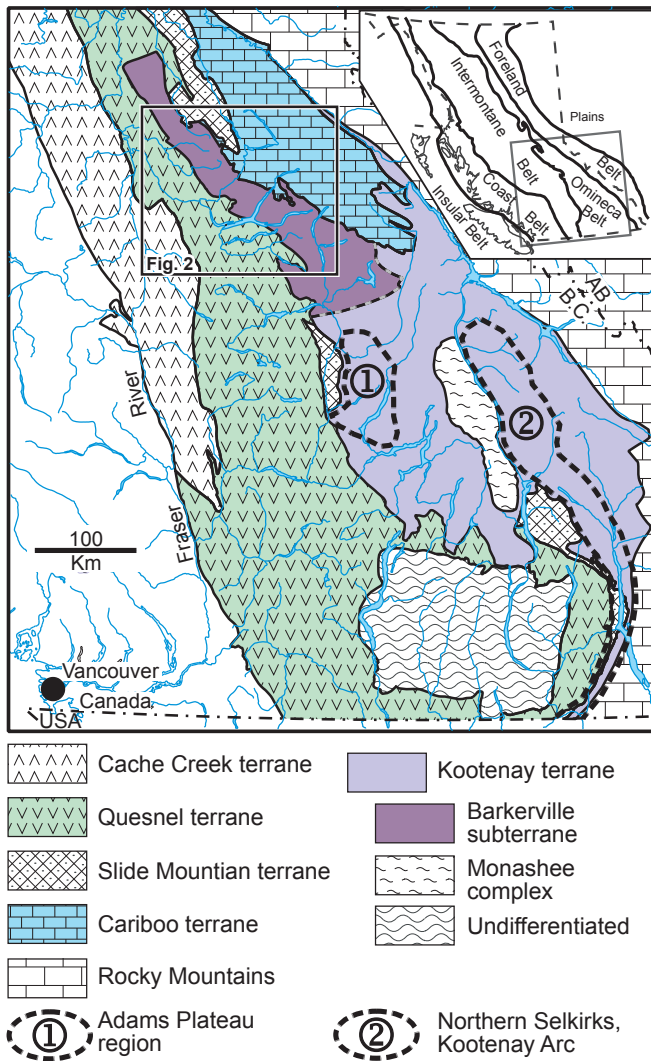 Foreland
Belt
Plains
Intermontane
Belt
Omineca
Belt
Coast
Belt
Insular Belt
Fig. 2
AB
B.C.
①
②
River
Fraser
100
Km
Vancouver
Canada
USA
Cache Creek terrane
Kootenay terrane
Quesnel terrane
Barkerville
subterrane
Slide Mountian terrane
Monashee
complex
Cariboo terrane
Undifferentiated
Rocky Mountains
① Adams Plateau
region
② Northern Selkirks,
Kootenay Arc